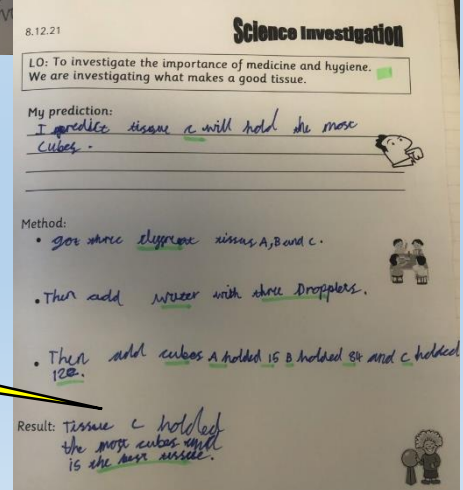 8.12.21
Science Investigation
LO: To investigate the importance of medicine and hygiene.
We are investigating what makes a good tissue.
My prediction:
I predict tissue c will hold the most
cubes.
Method:
• got three tissus A, B and C.
• Then add water with three Dropplers.
• Then add cubes A holded 15 B holded 84 and C holded
122.
Result: Tissue C holded
the most cubes and
is the best tissue.